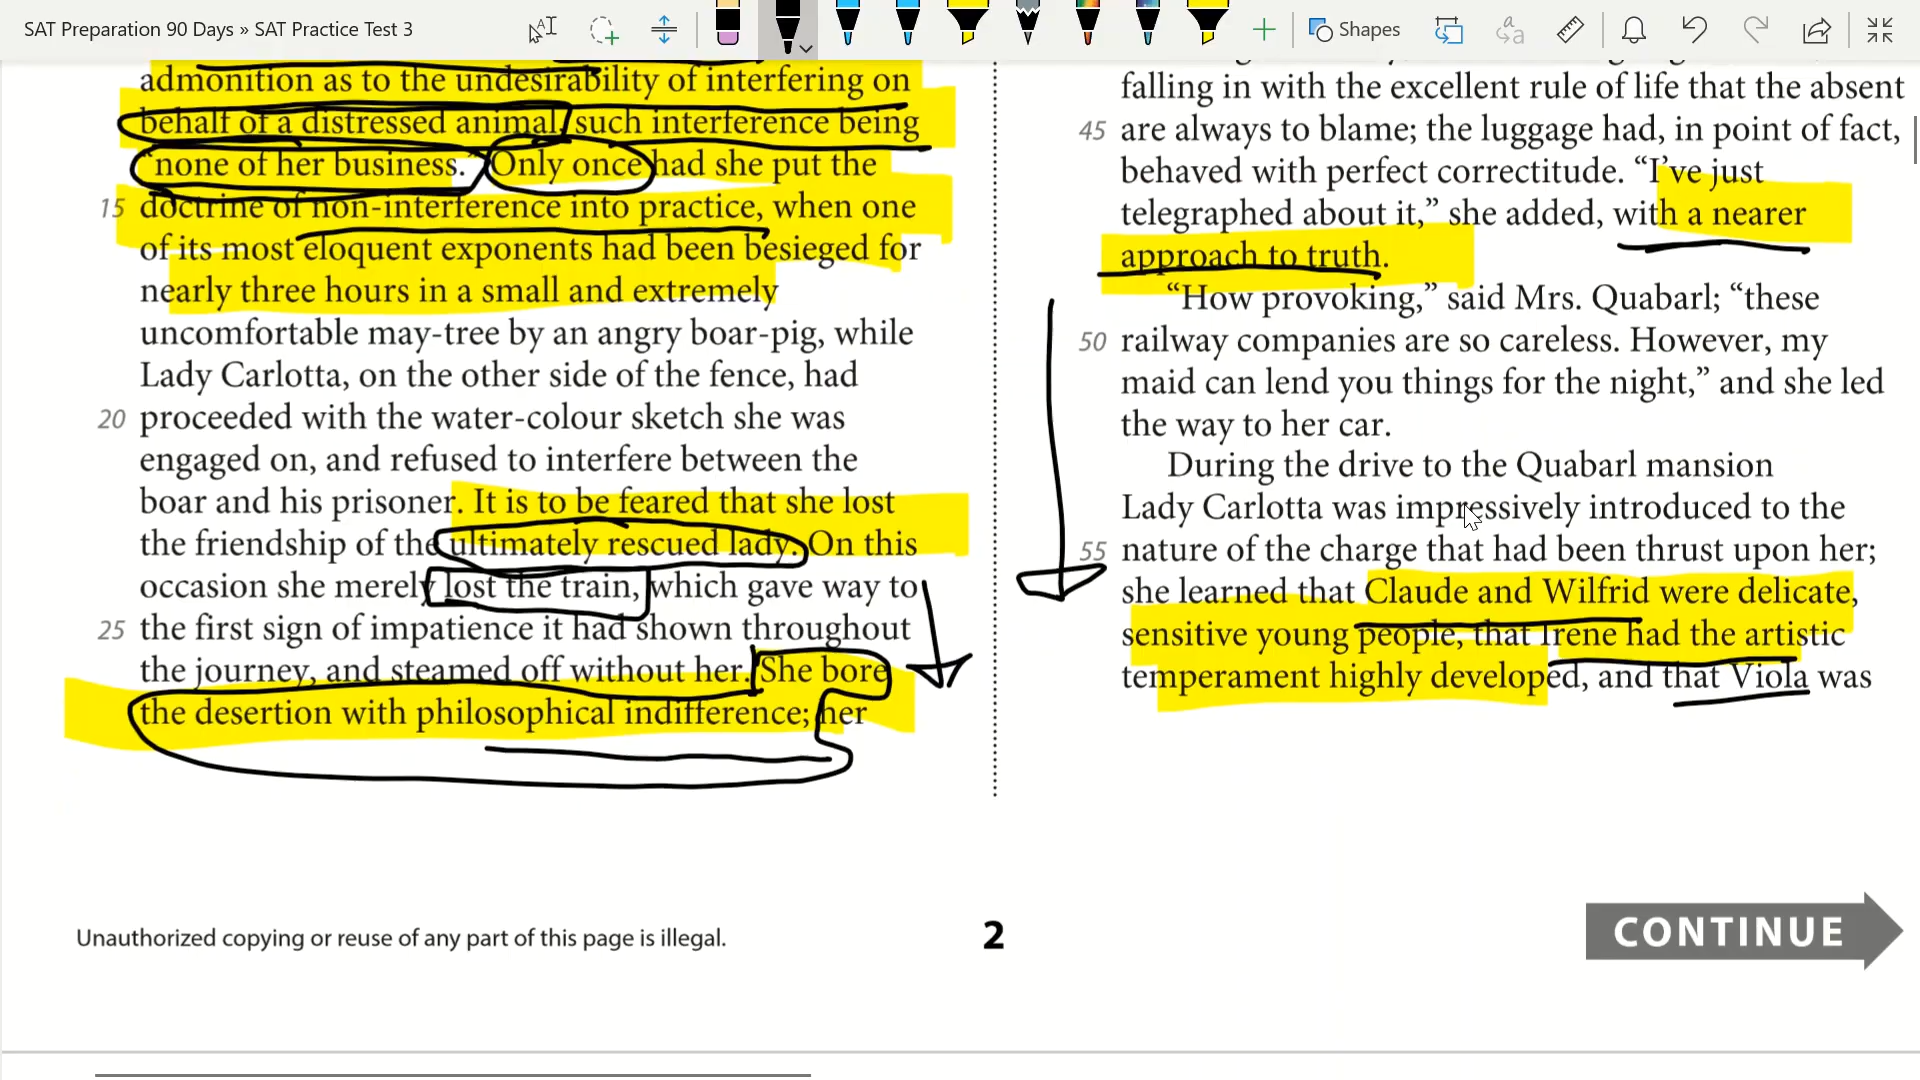 SAT Preparation 90 Days » SAT Practice Test 3
Shapes
admonition as to the undesirability of interfering on
behalf of a distressed animal, such interference being
“none of her business.” Only once had she put the
15 doctrine of non-interference into practice, when one
of its most eloquent exponents had been besieged for
nearly three hours in a small and extremely
uncomfortable may-tree by an angry boar-pig, while
Lady Carlotta, on the other side of the fence, had
20 proceeded with the water-colour sketch she was
engaged on, and refused to interfere between the
boar and his prisoner. It is to be feared that she lost
the friendship of the ultimately rescued lady. On this
occasion she merely lost the train, which gave way to
25 the first sign of impatience it had shown throughout
the journey, and steamed off without her. She bore
the desertion with philosophical indifference; her
falling in with the excellent rule of life that the absent
45 are always to blame; the luggage had, in point of fact,
behaved with perfect correctitude. “I’ve just
telegraphed about it,” she added, with a nearer
approach to truth.
“How provoking,” said Mrs. Quabarl; “these
50 railway companies are so careless. However, my
maid can lend you things for the night,” and she led
the way to her car.
During the drive to the Quabarl mansion
Lady Carlotta was impressively introduced to the
55 nature of the charge that had been thrust upon her;
she learned that Claude and Wilfrid were delicate,
sensitive young people, that Irene had the artistic
temperament highly developed, and that Viola was
Unauthorized copying or reuse of any part of this page is illegal.
2
CONTINUE